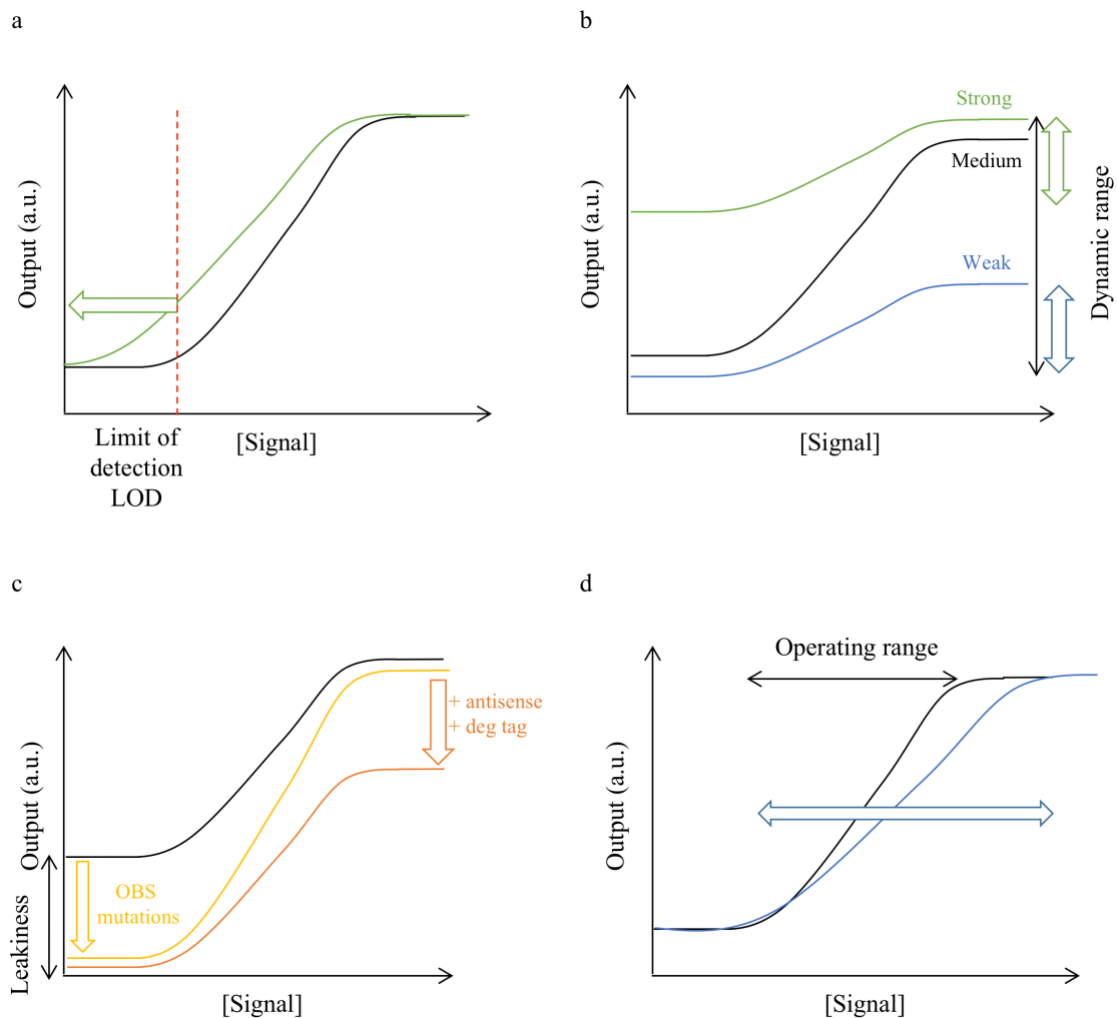 a
Output (a.u.)
Limit of
detection
LOD
[Signal]
b
Output (a.u.)
Strong
Medium
Weak
Dynamic range
[Signal]
c
Output (a.u.)
Leakiness
OBS
mutations
+ antisense
+ deg tag
[Signal]
d
Output (a.u.)
Operating range
[Signal]